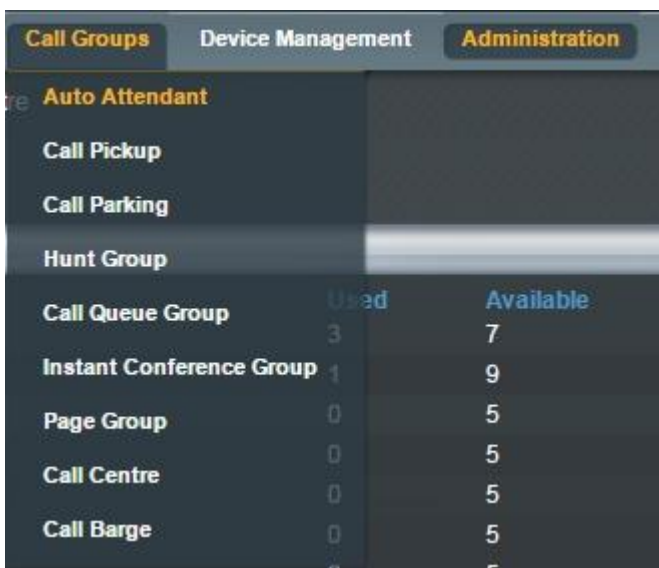 Call Groups Device Management Administration
re Auto Attendant
Call Pickup
Call Parking
Hunt Group
Used Available
Call Queue Group
3 7
Instant Conference Group 1 9
Page Group 0 5
0 5
Call Centre
0 5
Call Barge 0 5